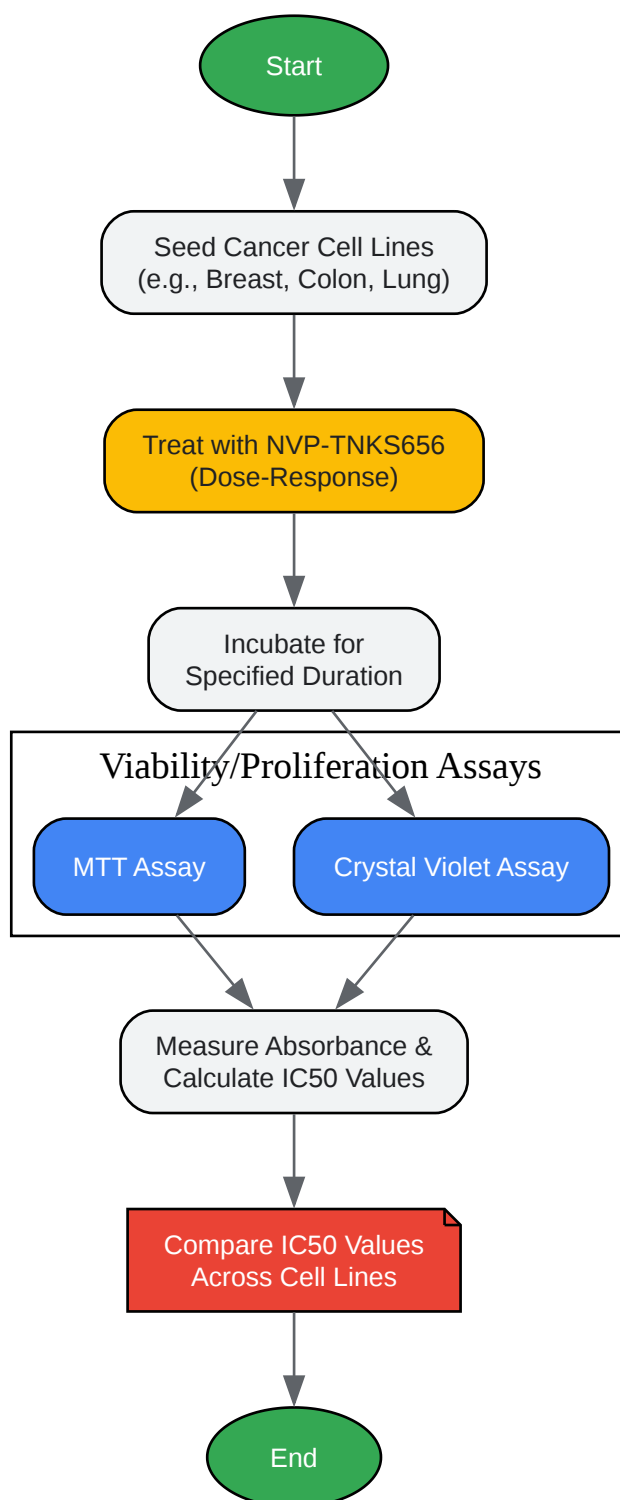 Start
Seed Cancer Cell Lines
(e.g., Breast, Colon, Lung)
Treat with NVP-TNKS656
(Dose-Response)
Incubate for
Specified Duration
Viability/Proliferation Assays
MTT Assay
Crystal Violet Assay
Measure Absorbance &
Calculate IC50 Values
Compare IC50 Values
Across Cell Lines
End